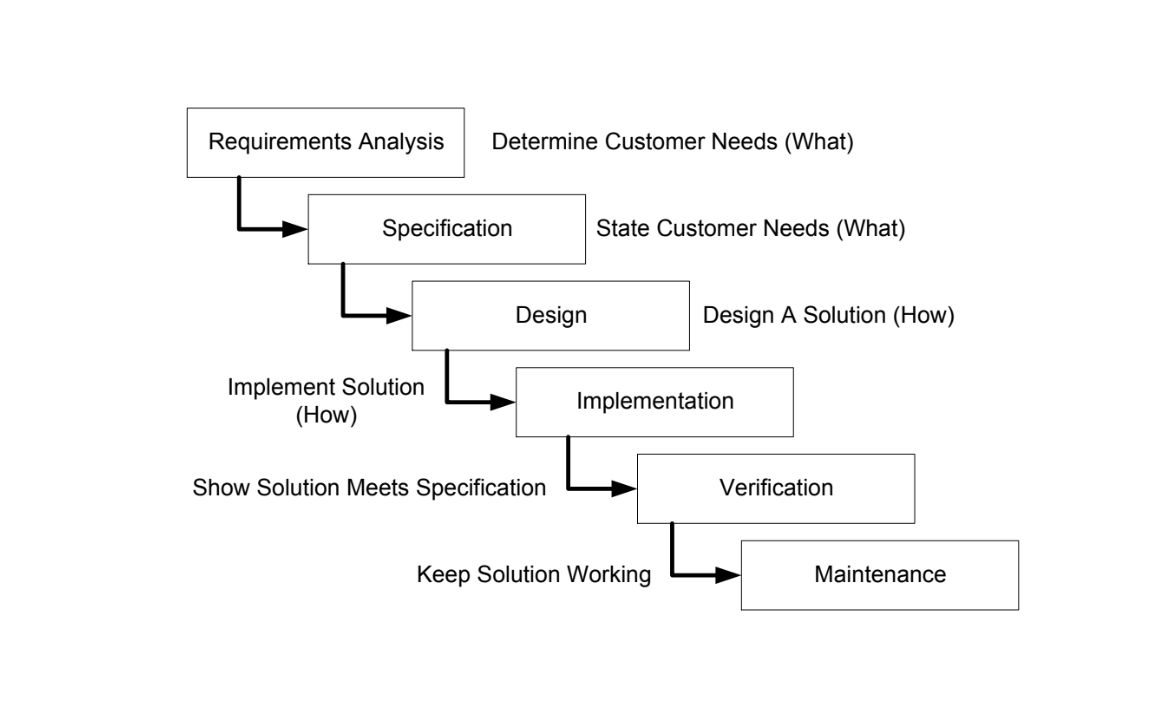 Requirements Analysis
Determine Customer Needs (What)
Specification
State Customer Needs (What)
Design
Design A Solution (How)
Implement Solution
(How)
Implementation
Show Solution Meets Specification
Verification
Keep Solution Working
Maintenance